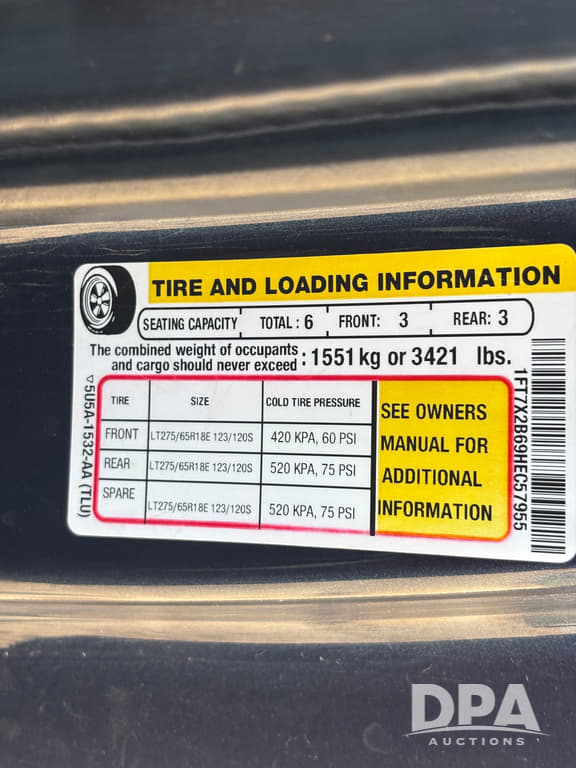 TIRE AND LOADING INFORMATION
SEATING CAPACITY TOTAL : 6 FRONT: 3 REAR: 3
The combined weight of occupants
and cargo should never exceed : 1551 kg or 3421 lbs.
TIRE SIZE COLD TIRE PRESSURE
FRONT LT275/65R18E 123/120S 420 KPA, 60 PSI
REAR LT275/65R18E 123/120S 520 KPA, 75 PSI
SPARE LT275/65R18E 123/120S 520 KPA, 75 PSI
SEE OWNERS
MANUAL FOR
ADDITIONAL
INFORMATION
5U5A-1532-AA (TLU)
1FT7X2B69HEC57955
DPA
AUCTIONS